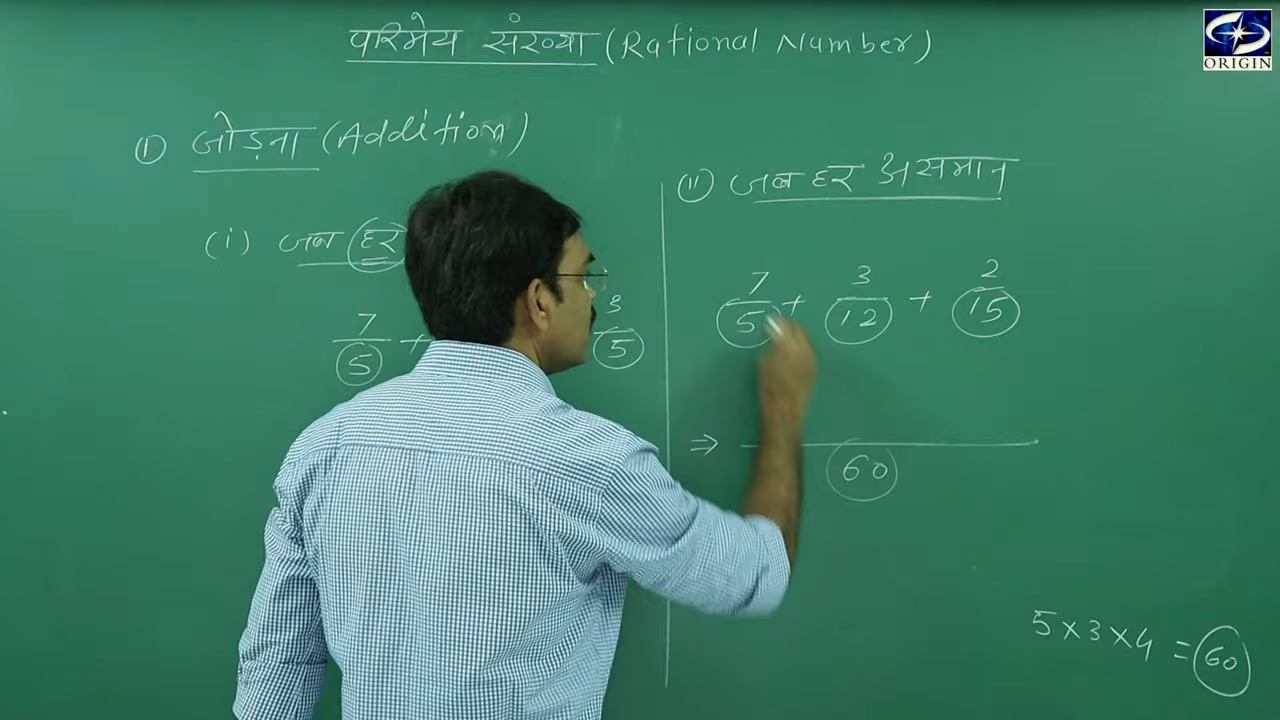 परिमेय संख्या (Rational Number)
ORIGIN
① जोड़ना (Addition)
(i) जब हर
7/5 + 3/5
(ii) जब हर असमान
7/5 + 3/12 + 2/15
⇒ 60
5×3×4 = 60